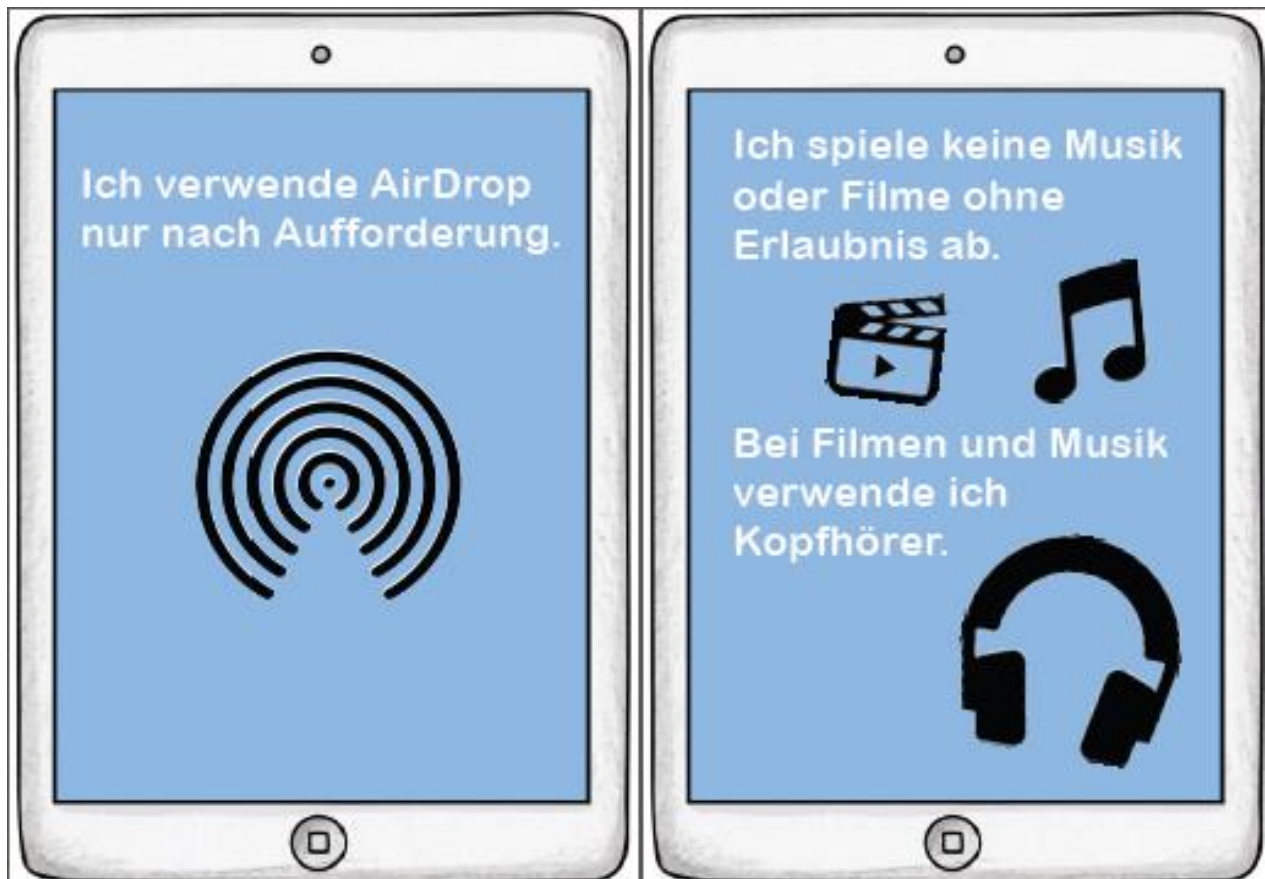 Ich verwende AirDrop
nur nach Aufforderung.
Ich spiele keine Musik
oder Filme ohne
Erlaubnis ab.
Bei Filmen und Musik
verwende ich
Kopfhörer.